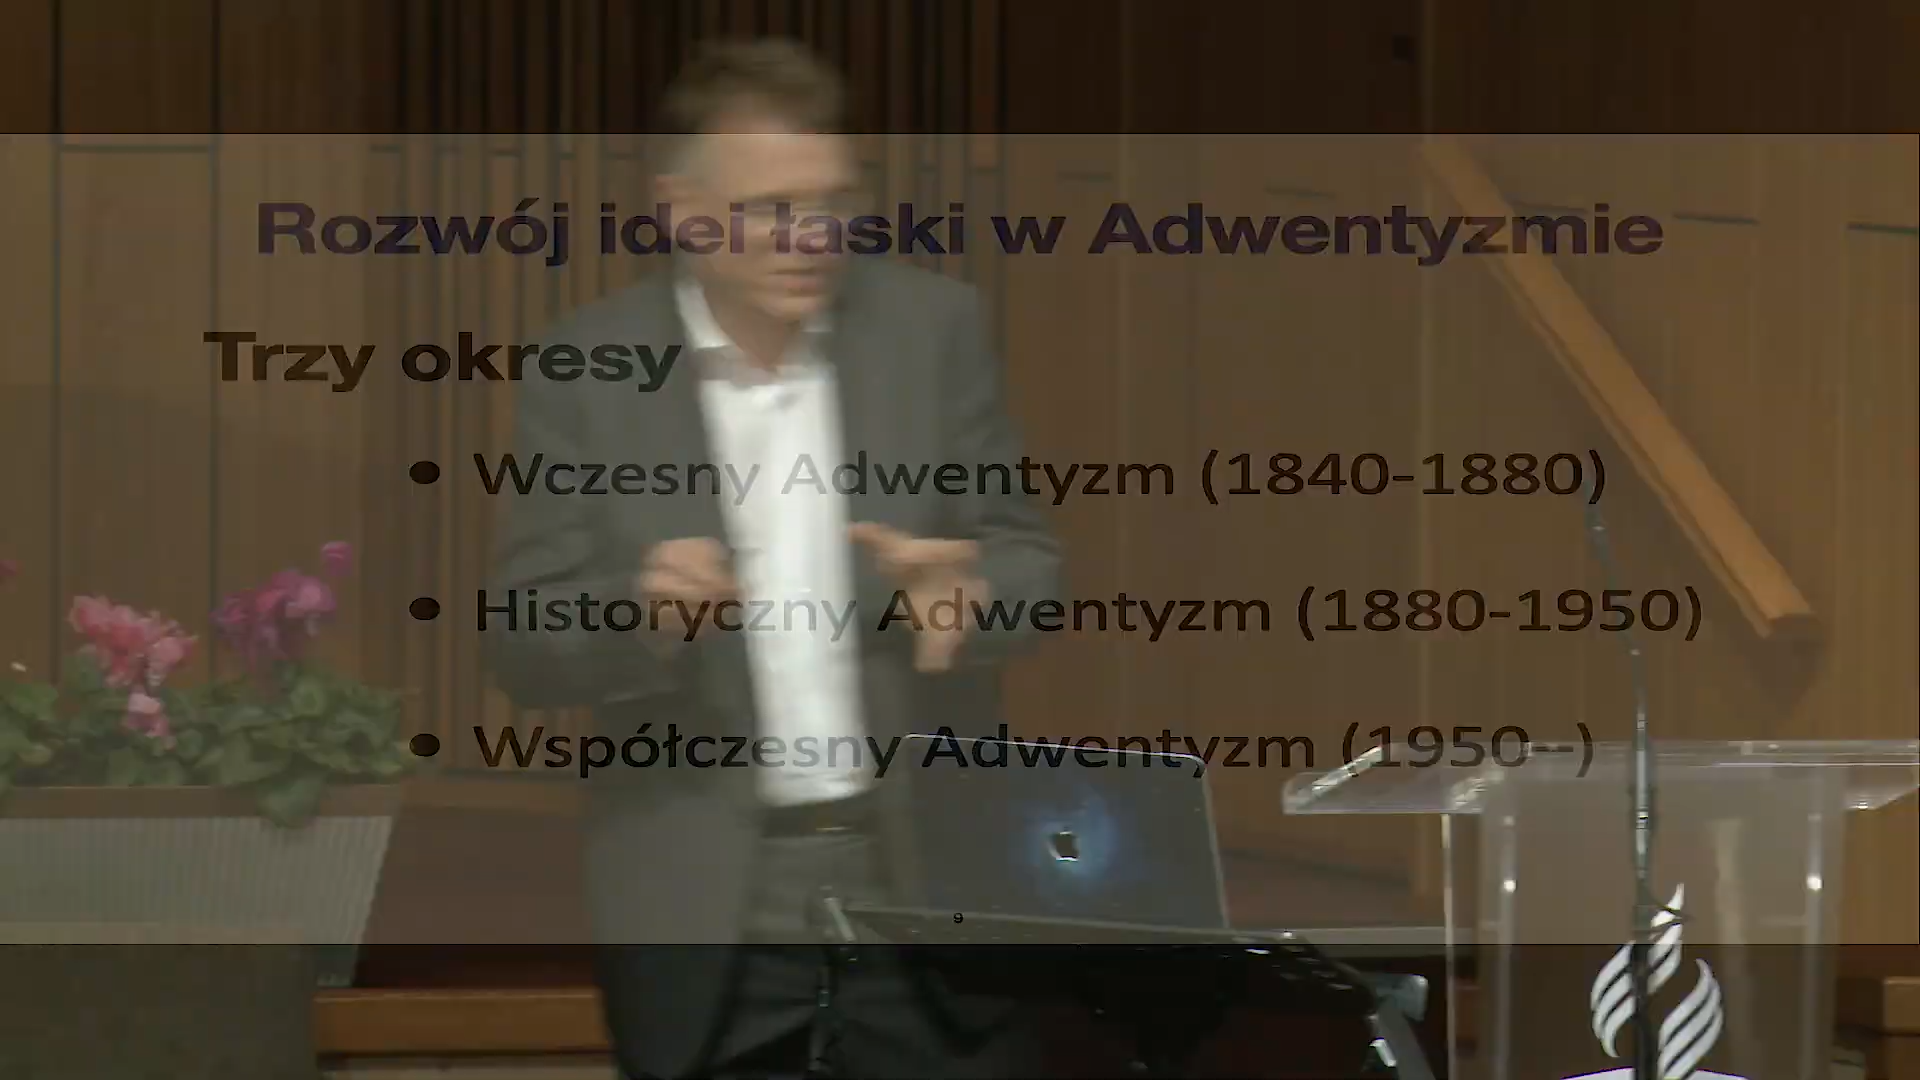 Rozwój idei łaski w Adwentyzmie
Trzy okresy
• Wczesny Adwentyzm (1840-1880)
• Historyczny Adwentyzm (1880-1950)
• Współczesny Adwentyzm (1950 - )
9